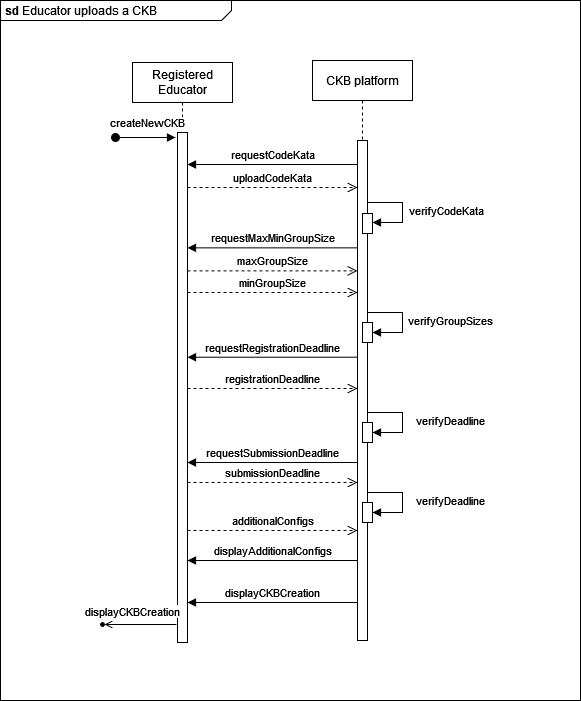 sd Educator uploads a CKB
Registered
Educator
CKB platform
createNewCKB
requestCodeKata
uploadCodeKata
verifyCodeKata
requestMaxMinGroupSize
maxGroupSize
minGroupSize
verifyGroupSizes
requestRegistrationDeadline
registrationDeadline
verifyDeadline
requestSubmissionDeadline
submissionDeadline
verifyDeadline
additionalConfigs
displayAdditionalConfigs
displayCKBCreation
displayCKBCreation